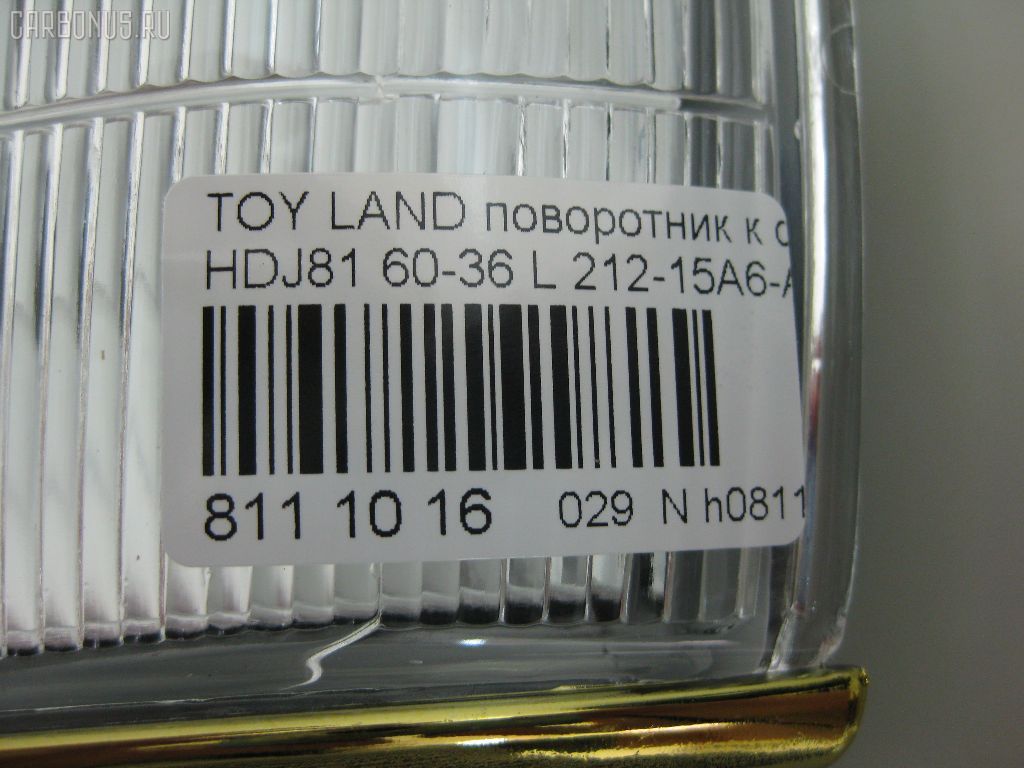 CARBONUS.RU
TOY LAND поворотник к
HDJ81 60-36 L 212-15A6-
811 10 16 029 N h0811